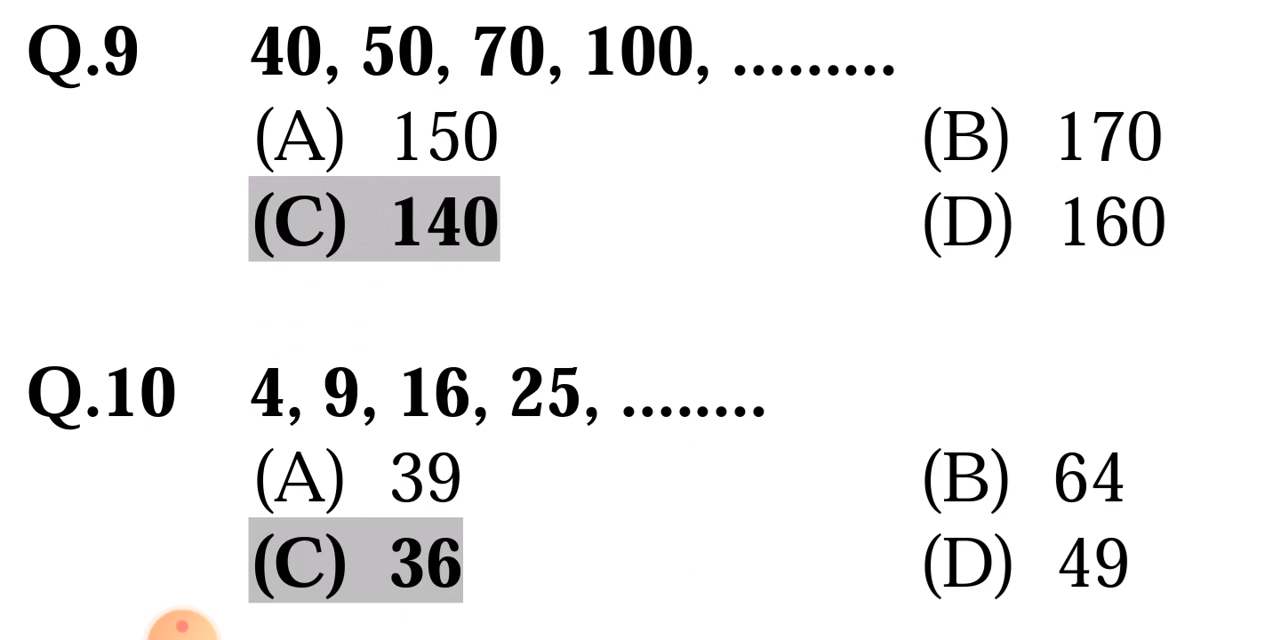 Q.9 40, 50, 70, 100, .........
(A) 150 (B) 170
(C) 140 (D) 160
Q.10 4, 9, 16, 25, ........
(A) 39 (B) 64
(C) 36 (D) 49